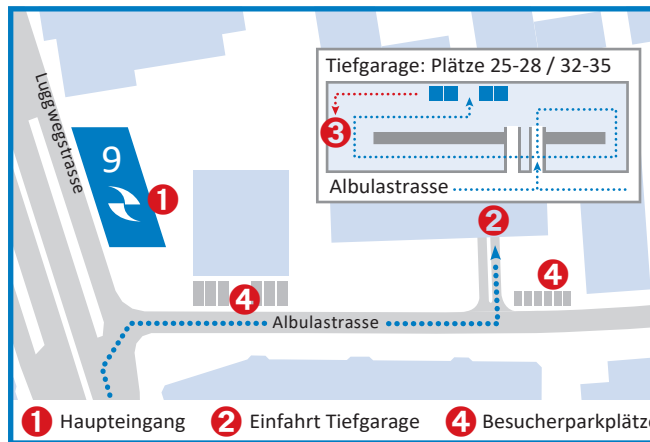 Tiefgarage: Plätze 25-28 / 32-35
3
Albulastrasse
Luggwegstrasse
9
1
2
4
4
Albulastrasse
1 Haupteingang 2 Einfahrt Tiefgarage 4 Besucherparkplätze